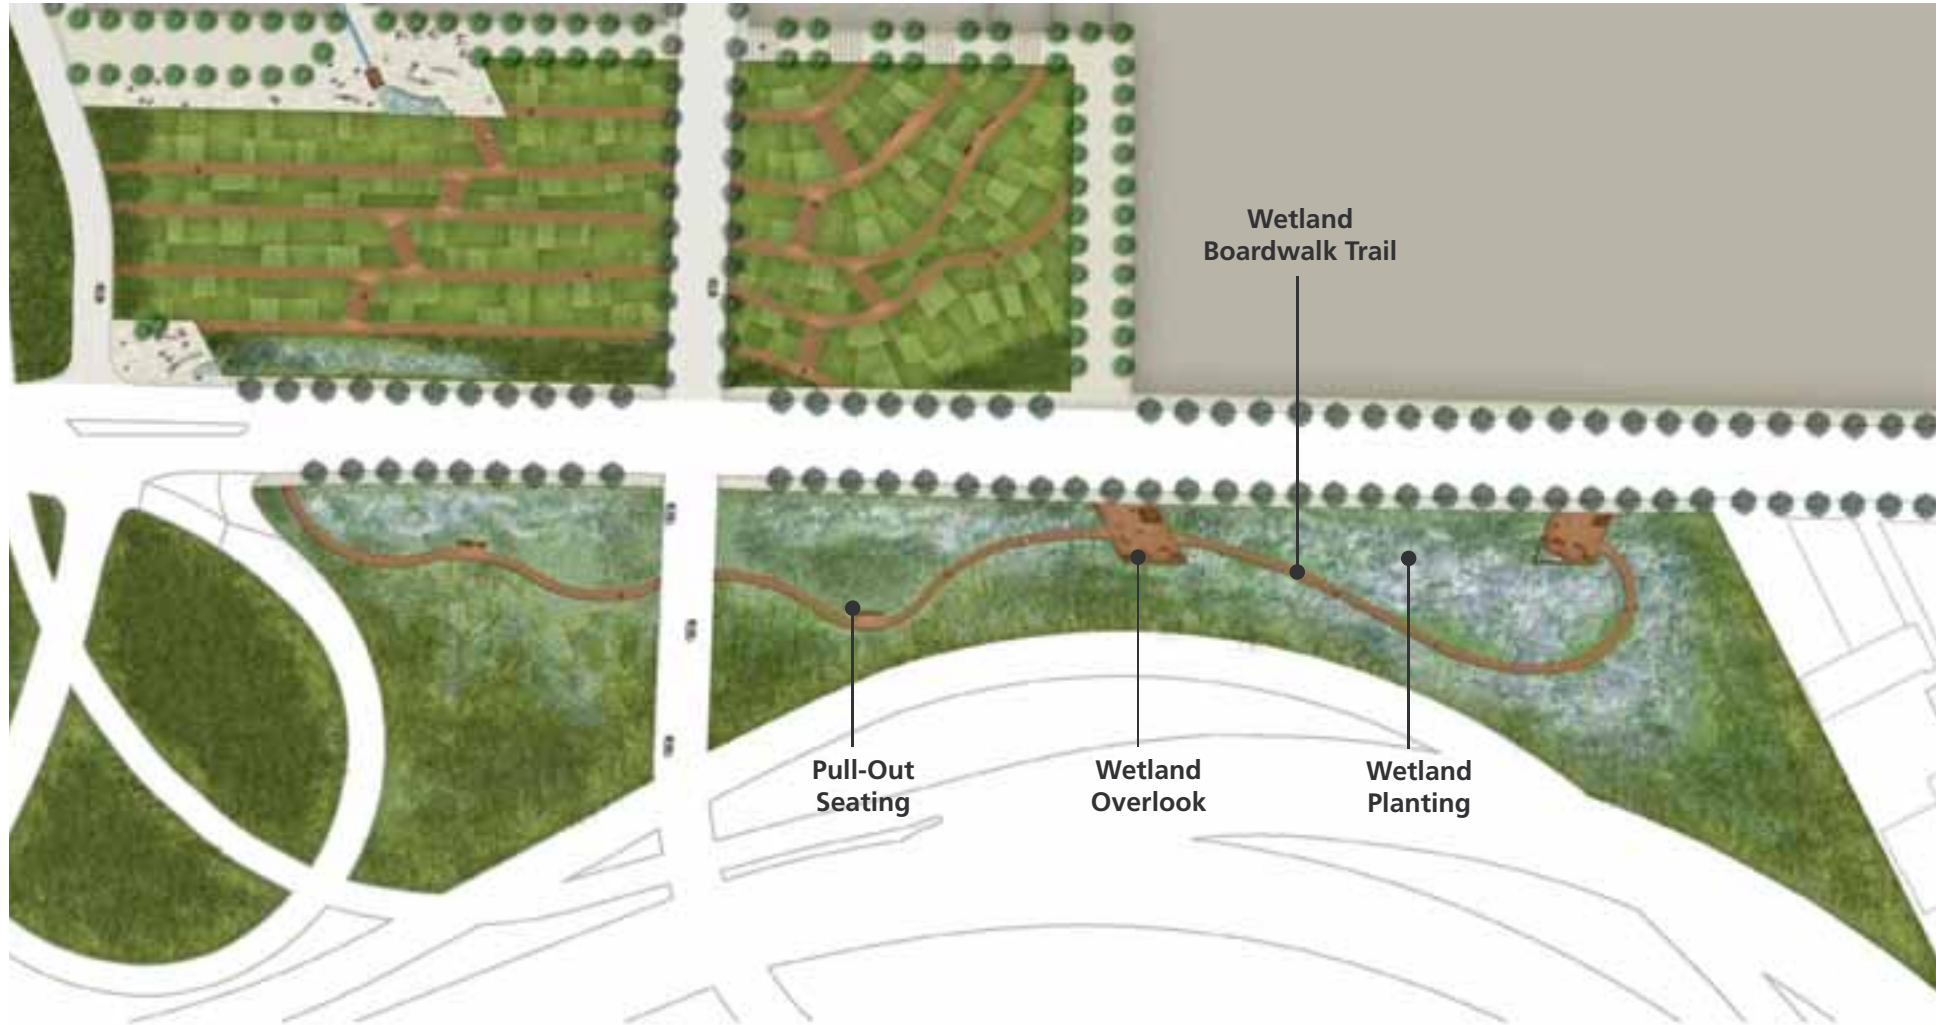 Wetland
Boardwalk Trail
Pull-Out
Seating
Wetland
Overlook
Wetland
Planting